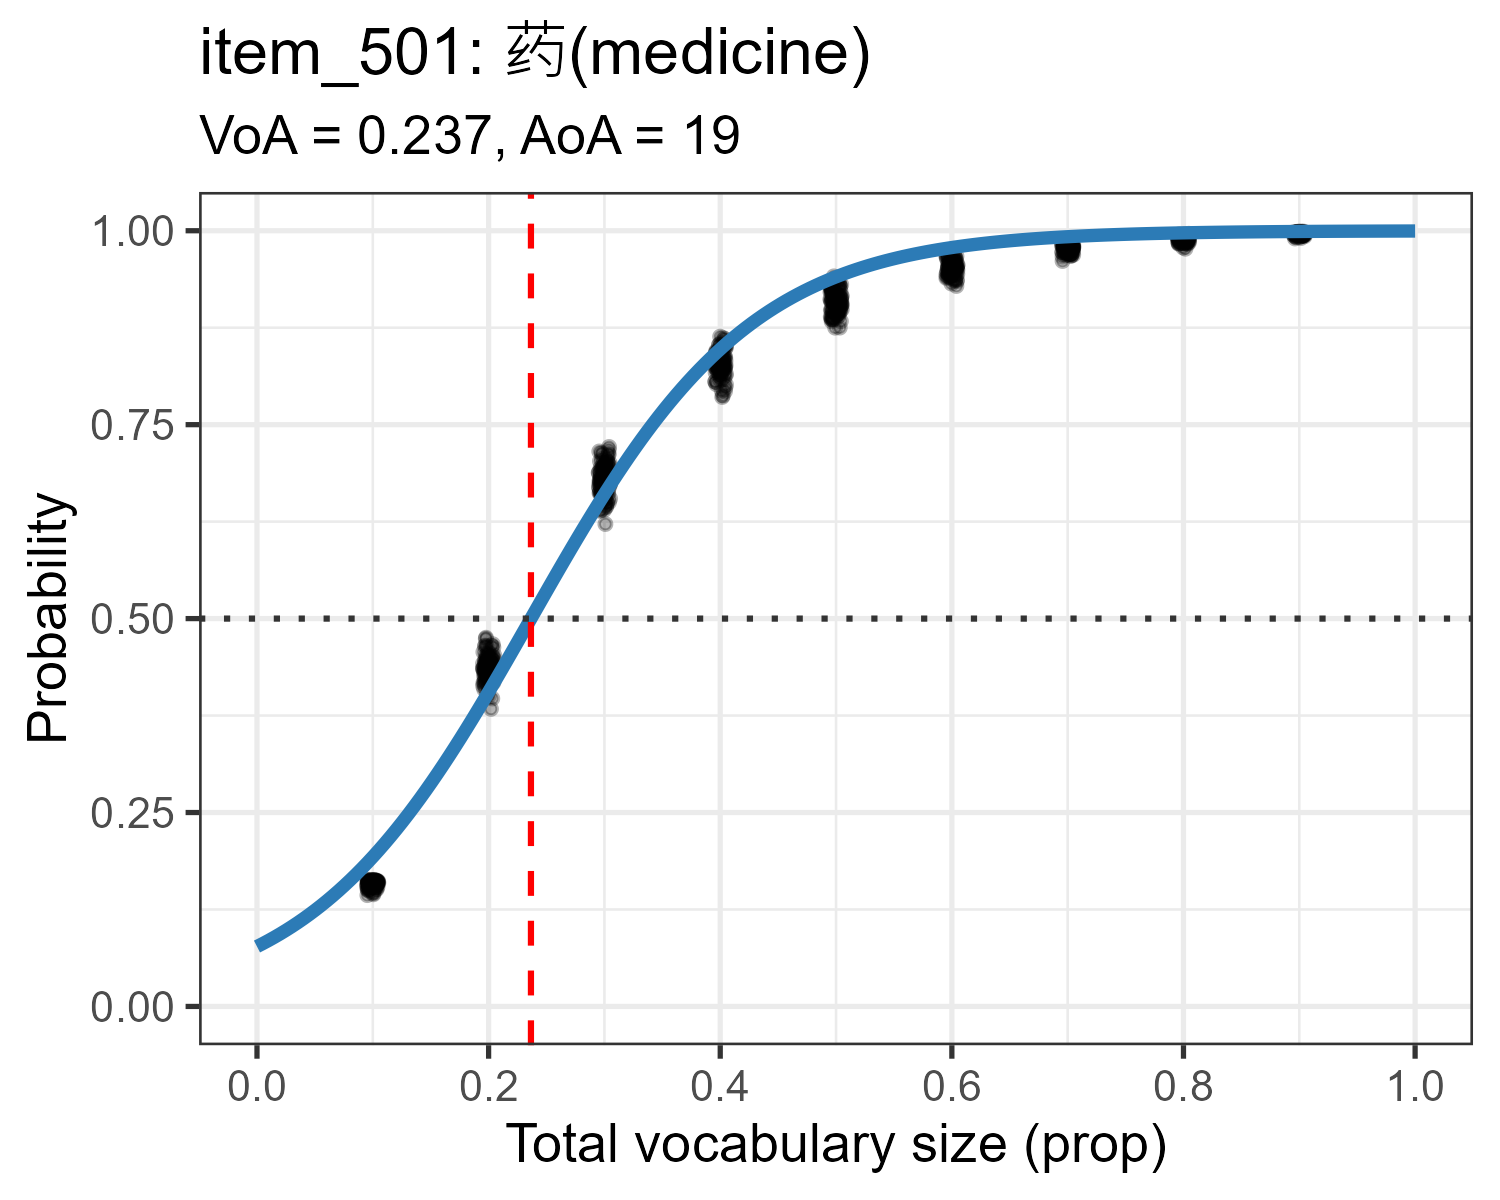 item_501: 药(medicine)
VoA = 0.237, AoA = 19
Probability
1.00
0.75
0.50
0.25
0.00
0.0 0.2 0.4 0.6 0.8 1.0
Total vocabulary size (prop)